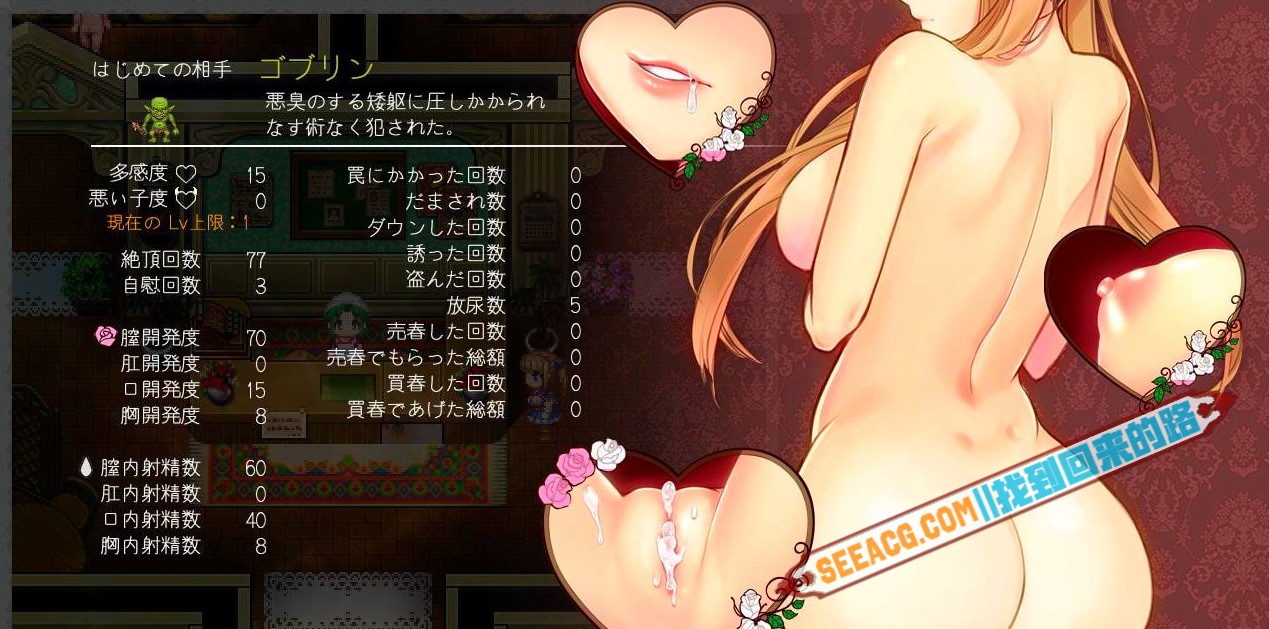 はじめての相手 ゴブリン
悪臭のする矮躯に圧しかかられ
なす術なく犯された。
多感度 15
悪い子度 0
現在の Lv上限：1
絶頂回数 77
自慰回数 3
膣開発度 70
肛開発度 0
口開発度 15
胸開発度 8
膣内射精数 60
肛内射精数 0
口内射精数 40
胸内射精数 8
罠にかかった回数 0
だまされ数 0
ダウンした回数 0
誘った回数 0
盗んだ回数 0
放尿数 5
売春した回数 0
売春でもらった総額 0
買春した回数 0
買春であげた総額 0
SEEACG.COM||找到回来的路